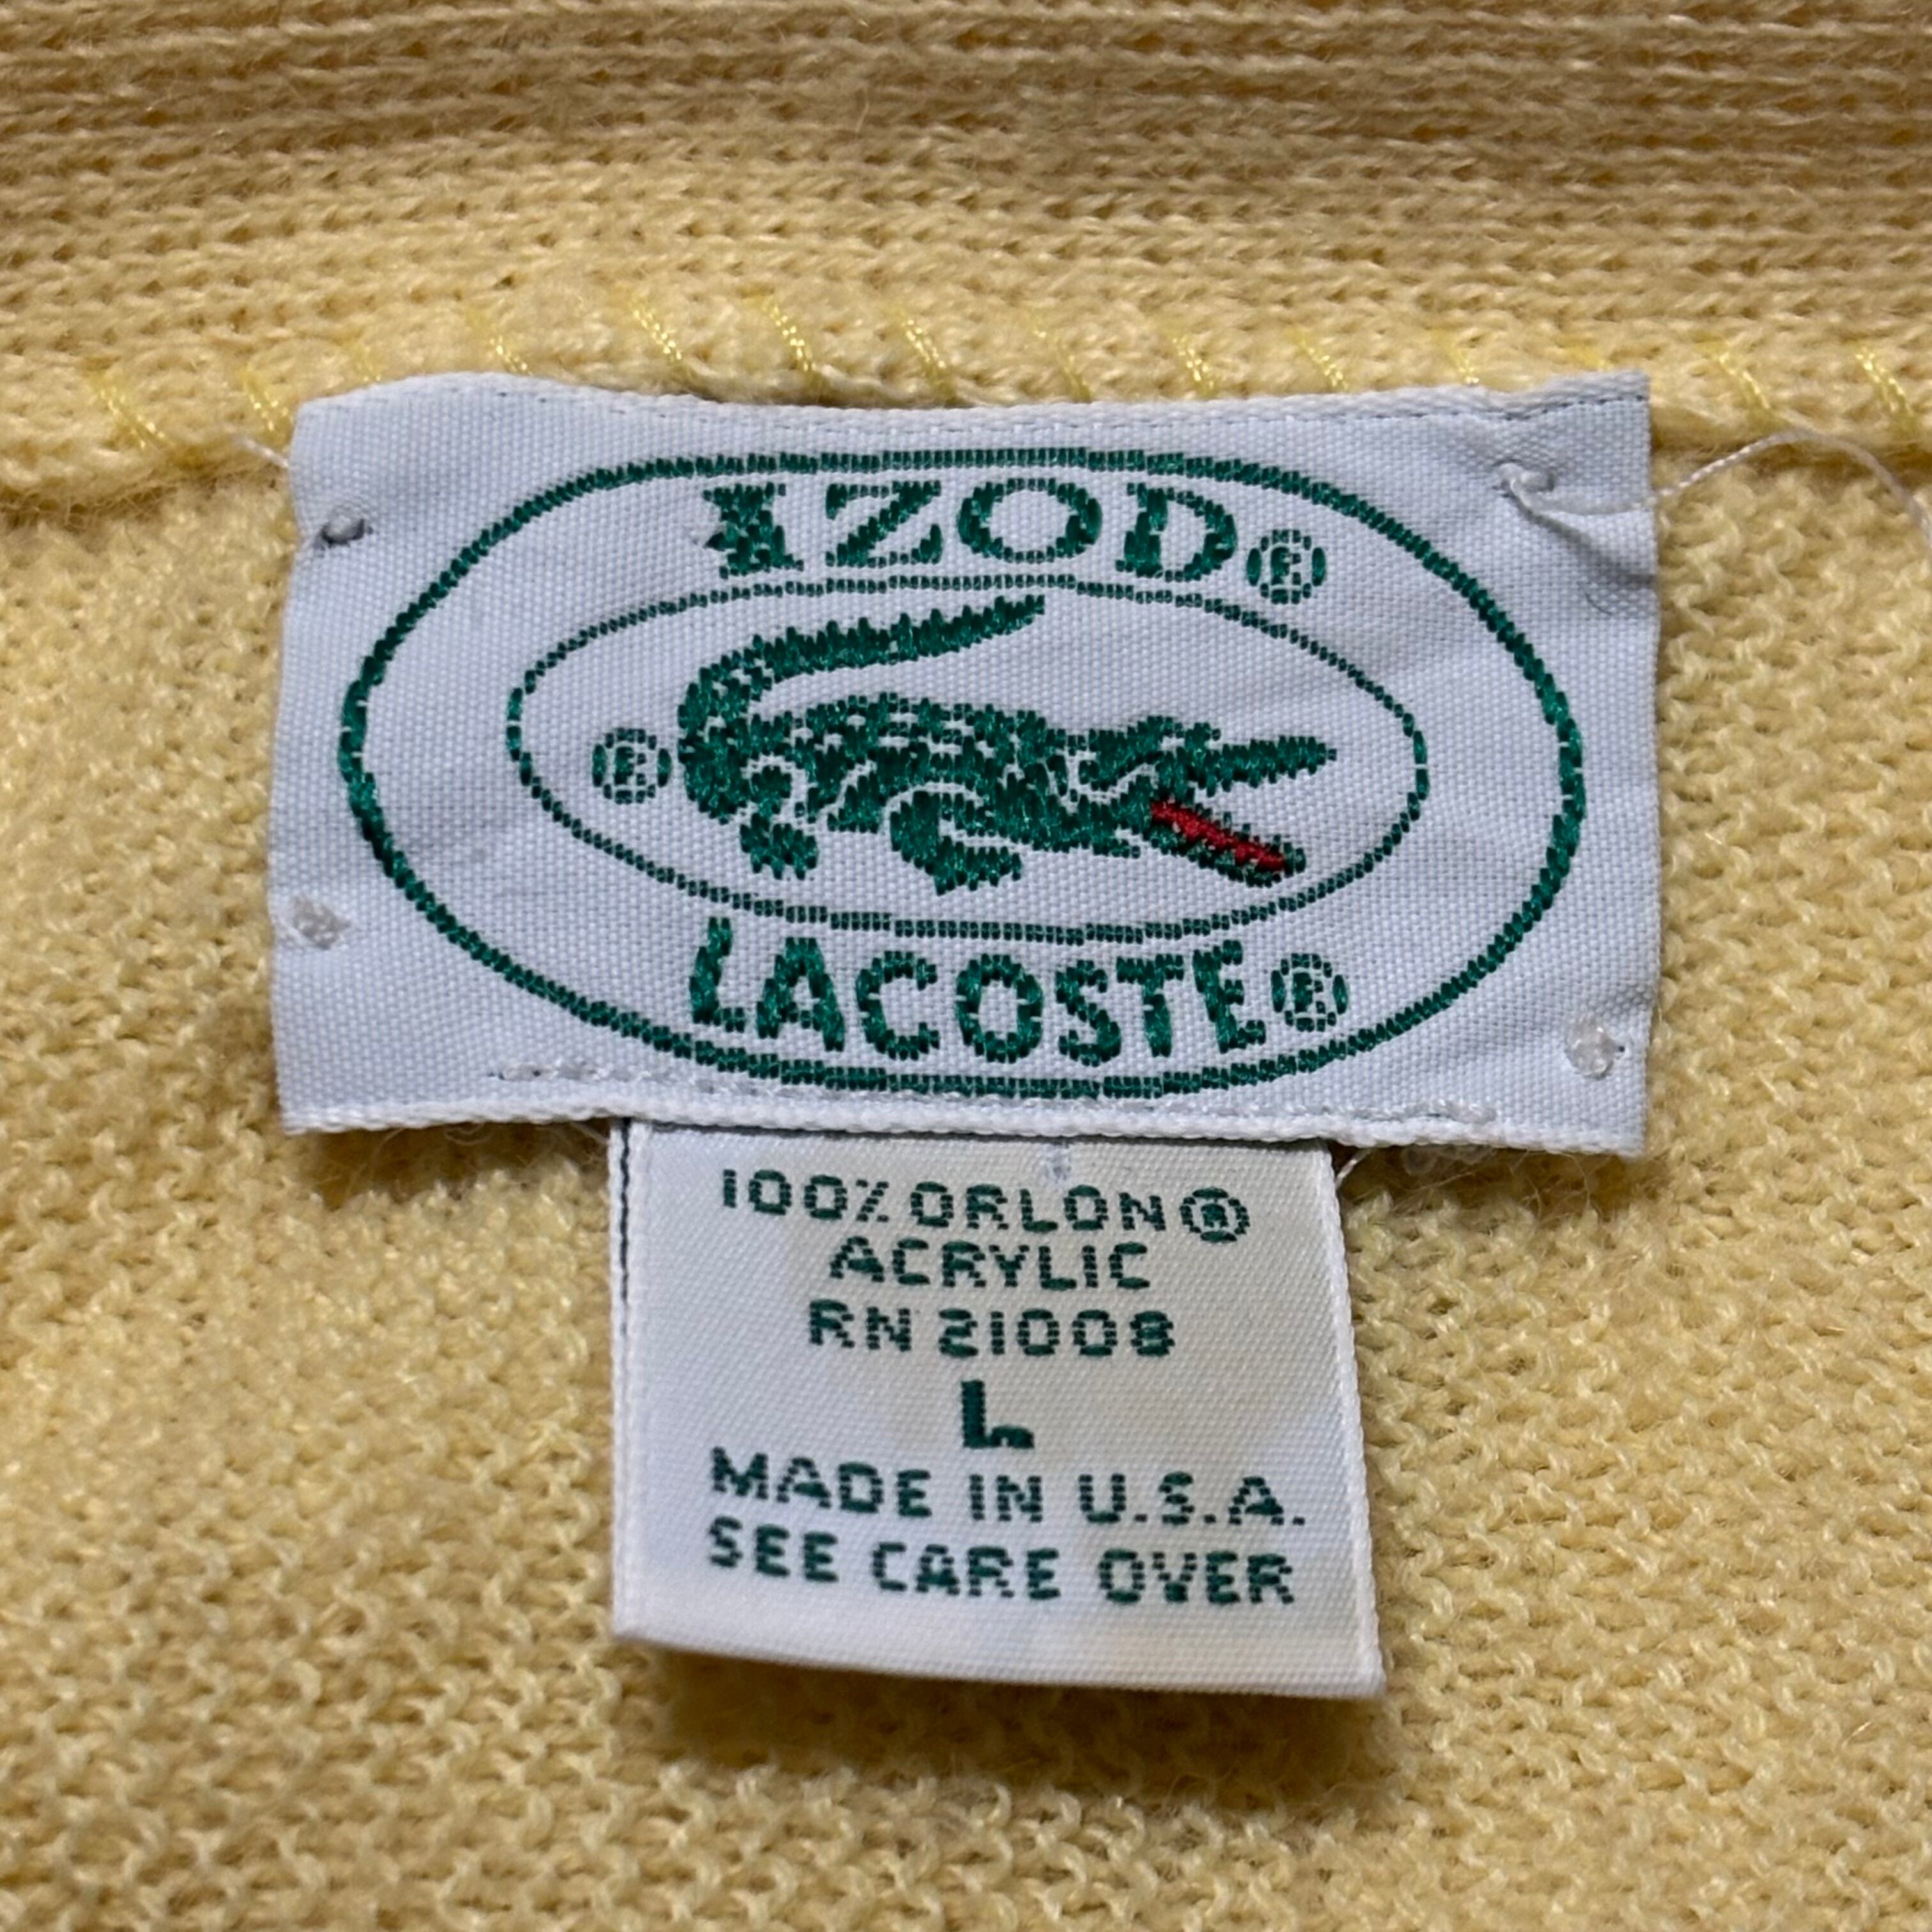 IZOD®
®
LACOSTE®
100% ORLON®
ACRYLIC
RN 21008
L
MADE IN U.S.A.
SEE CARE OVER